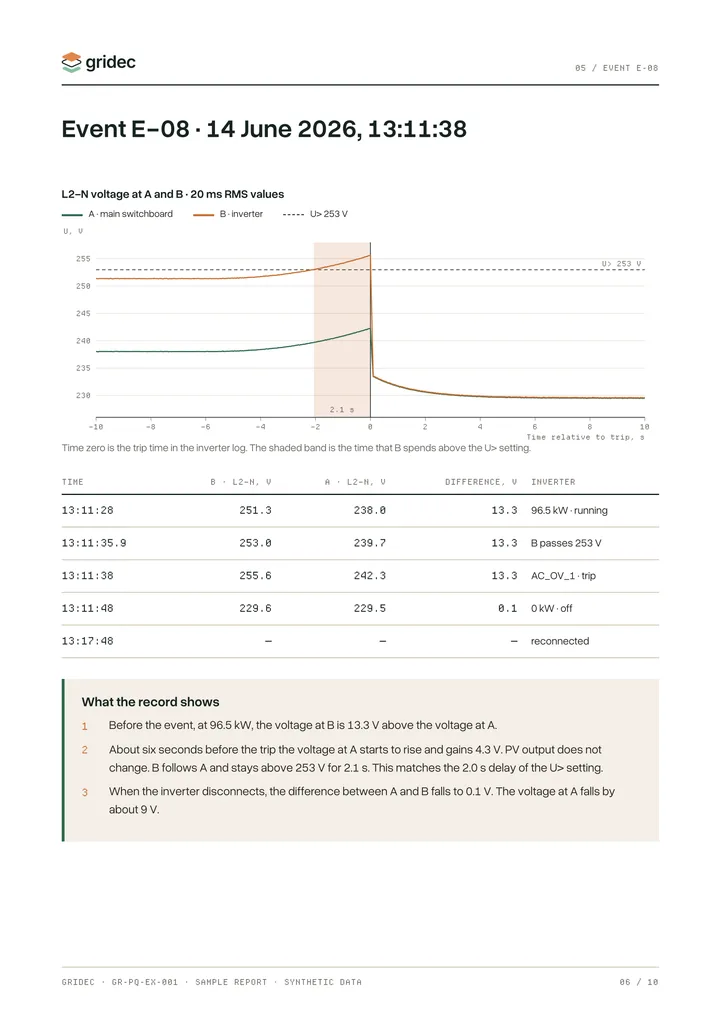 gridec
05 / EVENT E-08
Event E–08 · 14 June 2026, 13:11:38
L2–N voltage at A and B · 20 ms RMS values
A · main switchboard B · inverter U> 253 V
U, V
255
U> 253 V
250
245
240
235
230
2.1 s
-10 -8 -6 -4 -2 0 2 4 6 8 10
Time relative to trip, s
Time zero is the trip time in the inverter log. The shaded band is the time that B spends above the U> setting.
TIME B · L2-N, V A · L2-N, V DIFFERENCE, V INVERTER
13:11:28 251.3 238.0 13.3 96.5 kW · running
13:11:35.9 253.0 239.7 13.3 B passes 253 V
13:11:38 255.6 242.3 13.3 AC_OV_1 · trip
13:11:48 229.6 229.5 0.1 0 kW · off
13:17:48 – – – reconnected
What the record shows
1 Before the event, at 96.5 kW, the voltage at B is 13.3 V above the voltage at A.
2 About six seconds before the trip the voltage at A starts to rise and gains 4.3 V. PV output does not
change. B follows A and stays above 253 V for 2.1 s. This matches the 2.0 s delay of the U> setting.
3 When the inverter disconnects, the difference between A and B falls to 0.1 V. The voltage at A falls by
about 9 V.
GRIDEC · GR-PQ-EX-001 · SAMPLE REPORT · SYNTHETIC DATA
06 / 10